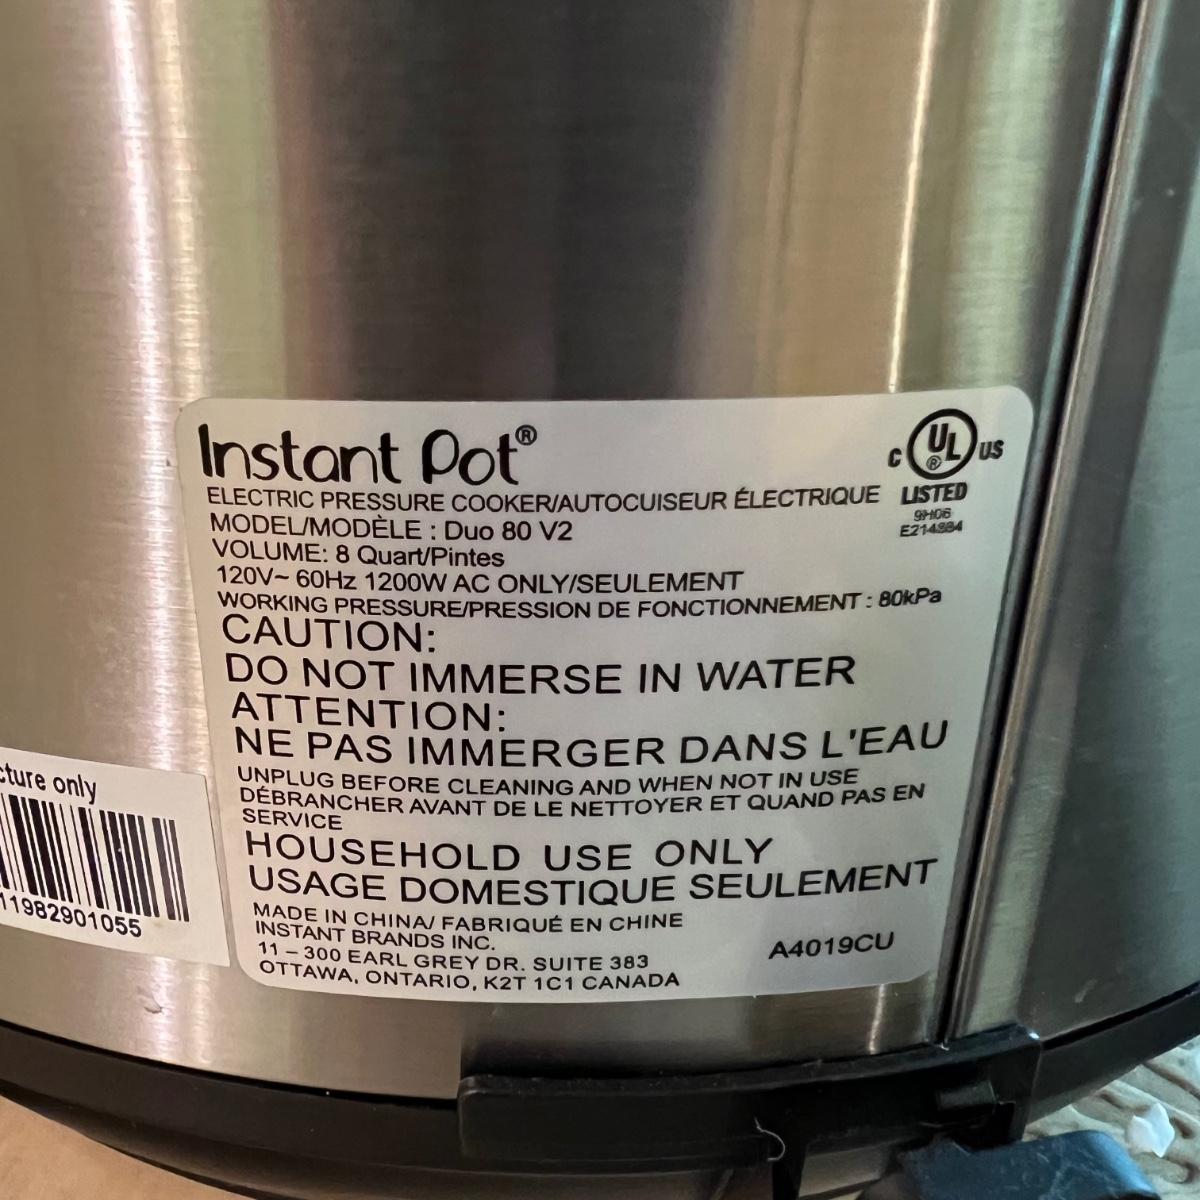 Instant Pot®
ELECTRIC PRESSURE COOKER/AUTOCUISEUR ÉLECTRIQUE
MODEL/MODÈLE : Duo 80 V2
VOLUME: 8 Quart/Pintes
120V~ 60Hz 1200W AC ONLY/SEULEMENT
WORKING PRESSURE/PRESSION DE FONCTIONNEMENT : 80kPa
C UL® US
LISTED
9H06
CAUTION:
DO NOT IMMERSE IN WATER
ATTENTION:
NE PAS IMMERGER DANS L'EAU
UNPLUG BEFORE CLEANING AND WHEN NOT IN USE
DÉBRANCHER AVANT DE LE NETTOYER ET QUAND PAS EN
SERVICE
HOUSEHOLD USE ONLY
USAGE DOMESTIQUE SEULEMENT
MADE IN CHINA/ FABRIQUÉ EN CHINE
INSTANT BRANDS INC.
11 – 300 EARL GREY DR. SUITE 383
OTTAWA, ONTARIO, K2T 1C1 CANADA
A4019CU
only
11982901055